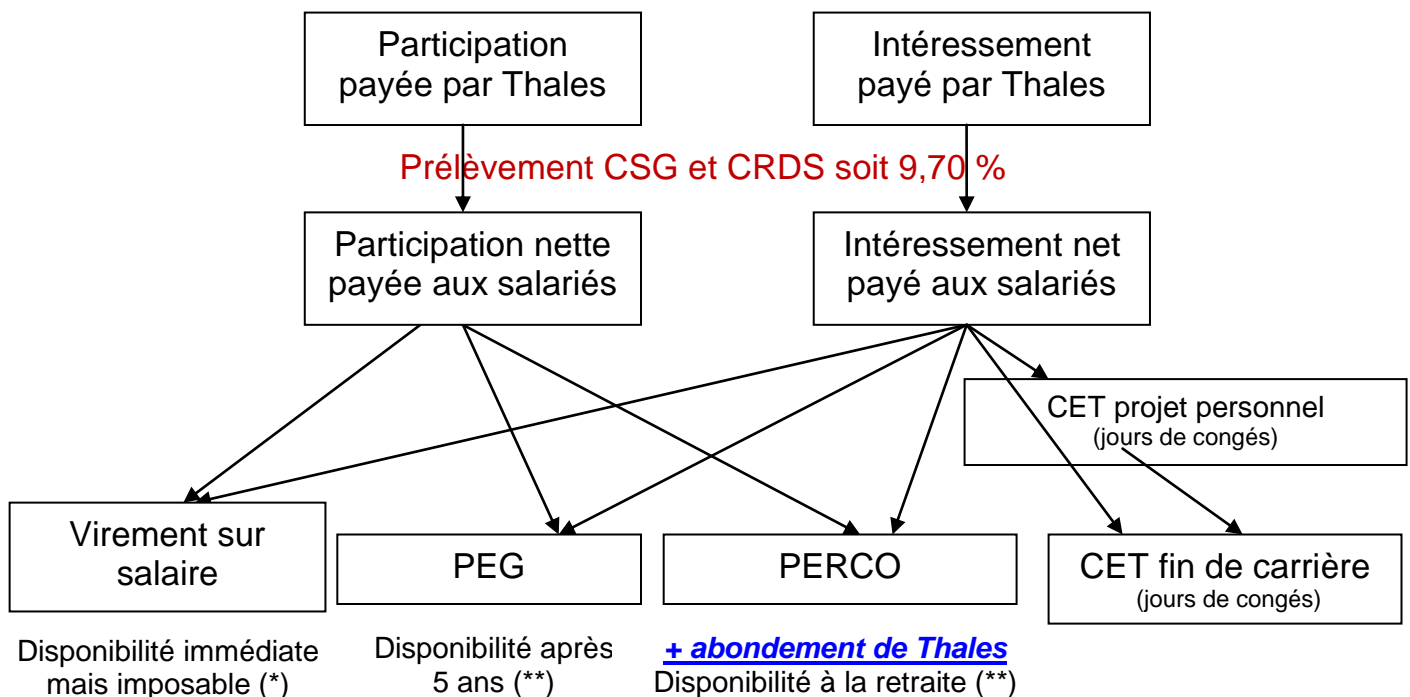 Participation
payée par Thales
Intéressement
payé par Thales
Prélèvement CSG et CRDS soit 9,70 %
Participation nette
payée aux salariés
Intéressement net
payé aux salariés
CET projet personnel
(jours de congés)
Virement sur
salaire
PEG
PERCO
CET fin de carrière
(jours de congés)
Disponibilité immédiate
mais imposable (*)
Disponibilité après
5 ans (**)
+ abondement de Thales
Disponibilité à la retraite (**)